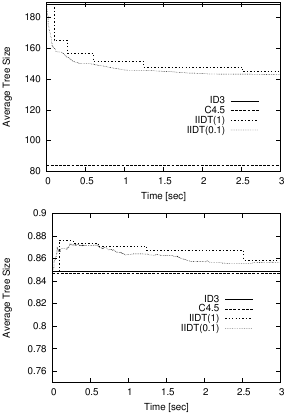 180
160
140
120
100
80
Average Tree Size
ID3
C4.5
IIDT(1)
IIDT(0.1)
0 0.5 1 1.5 2 2.5 3
Time [sec]
0.9
0.88
0.86
0.84
0.82
0.8
0.78
0.76
Average Tree Size
ID3
C4.5
IIDT(1)
IIDT(0.1)
0 0.5 1 1.5 2 2.5 3
Time [sec]